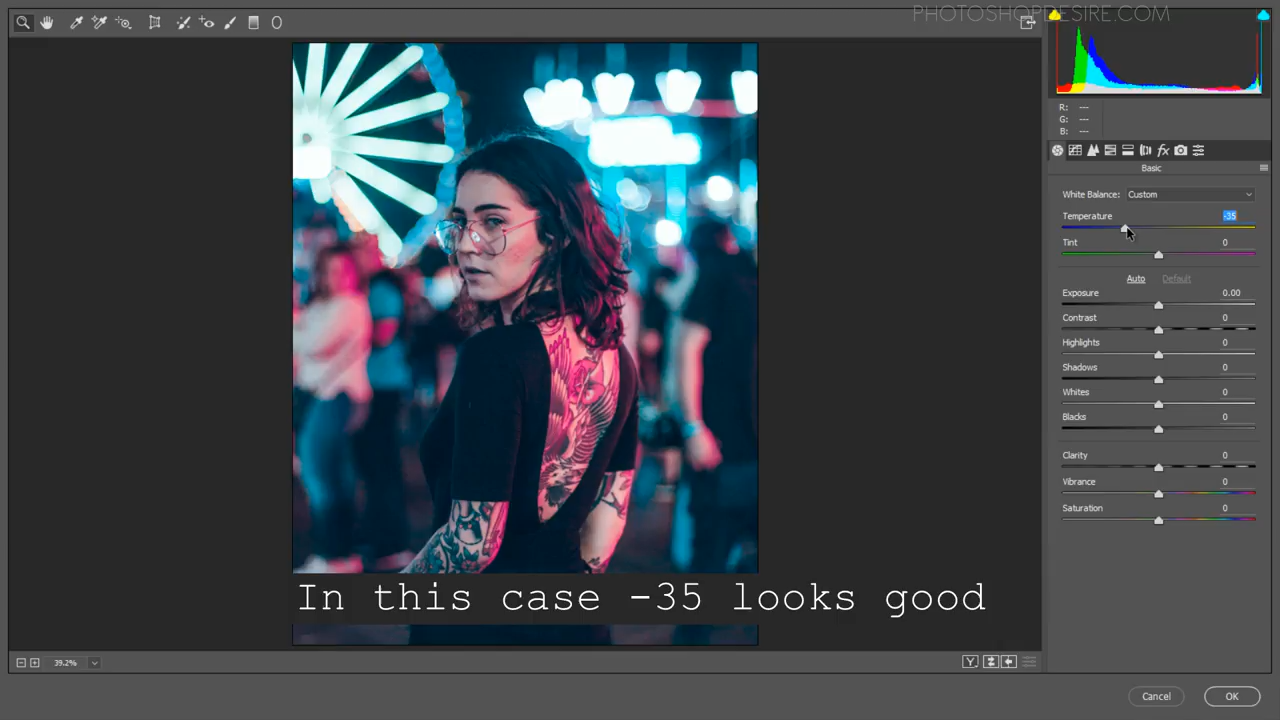 PHOTOSHOPDESIRE.COM
R: ---
G: ---
B: ---
Basic
White Balance: Custom
Temperature -35
Tint 0
Auto Default
Exposure 0.00
Contrast 0
Highlights 0
Shadows 0
Whites 0
Blacks 0
Clarity 0
Vibrance 0
Saturation 0
In this case -35 looks good
39.2%
Y
Cancel OK